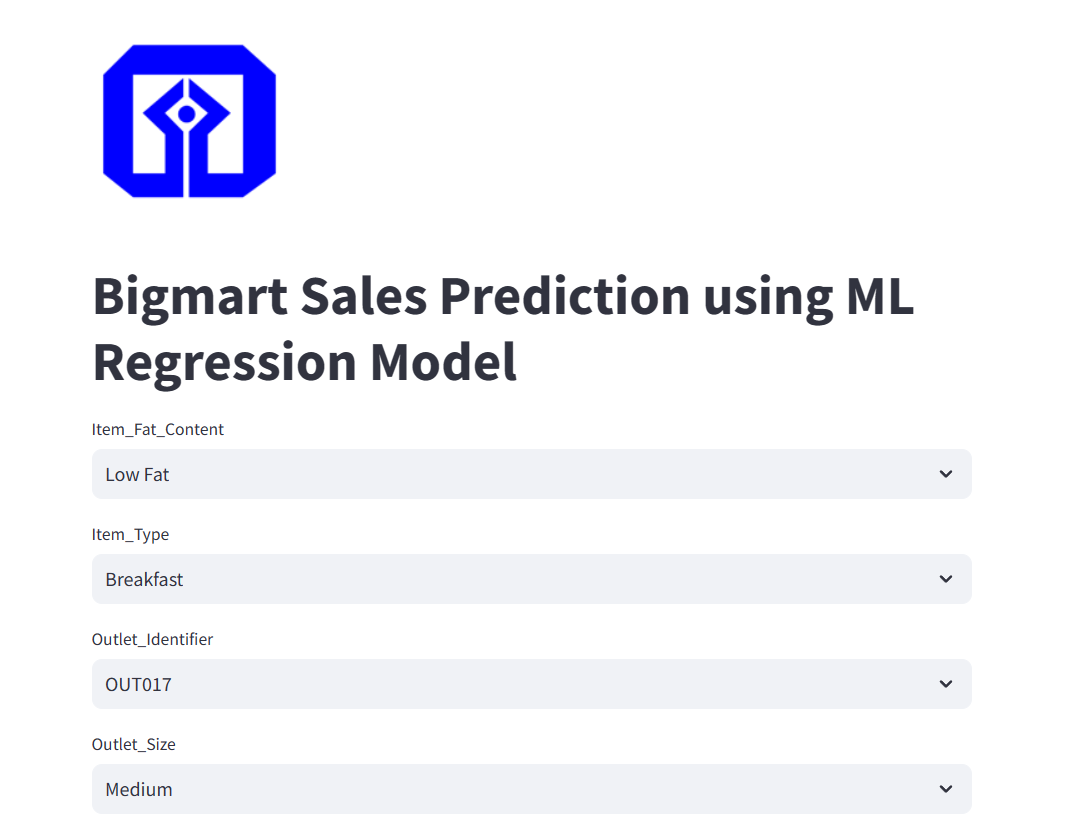 Bigmart Sales Prediction using ML
Regression Model
Item_Fat_Content
Low Fat
Item_Type
Breakfast
Outlet_Identifier
OUT017
Outlet_Size
Medium